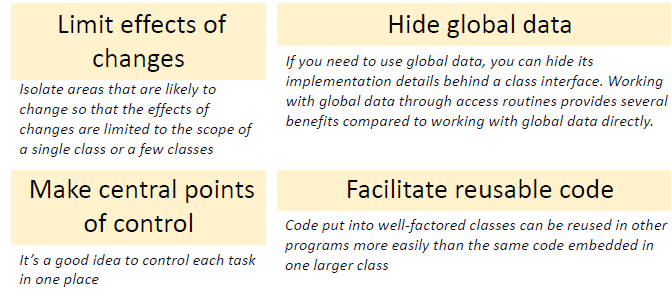 Limit effects of
changes
Isolate areas that are likely to
change so that the effects of
changes are limited to the scope of
a single class or a few classes
Hide global data
If you need to use global data, you can hide its
implementation details behind a class interface. Working
with global data through access routines provides several
benefits compared to working with global data directly.
Make central points
of control
It’s a good idea to control each task
in one place
Facilitate reusable code
Code put into well-factored classes can be reused in other
programs more easily than the same code embedded in
one larger class